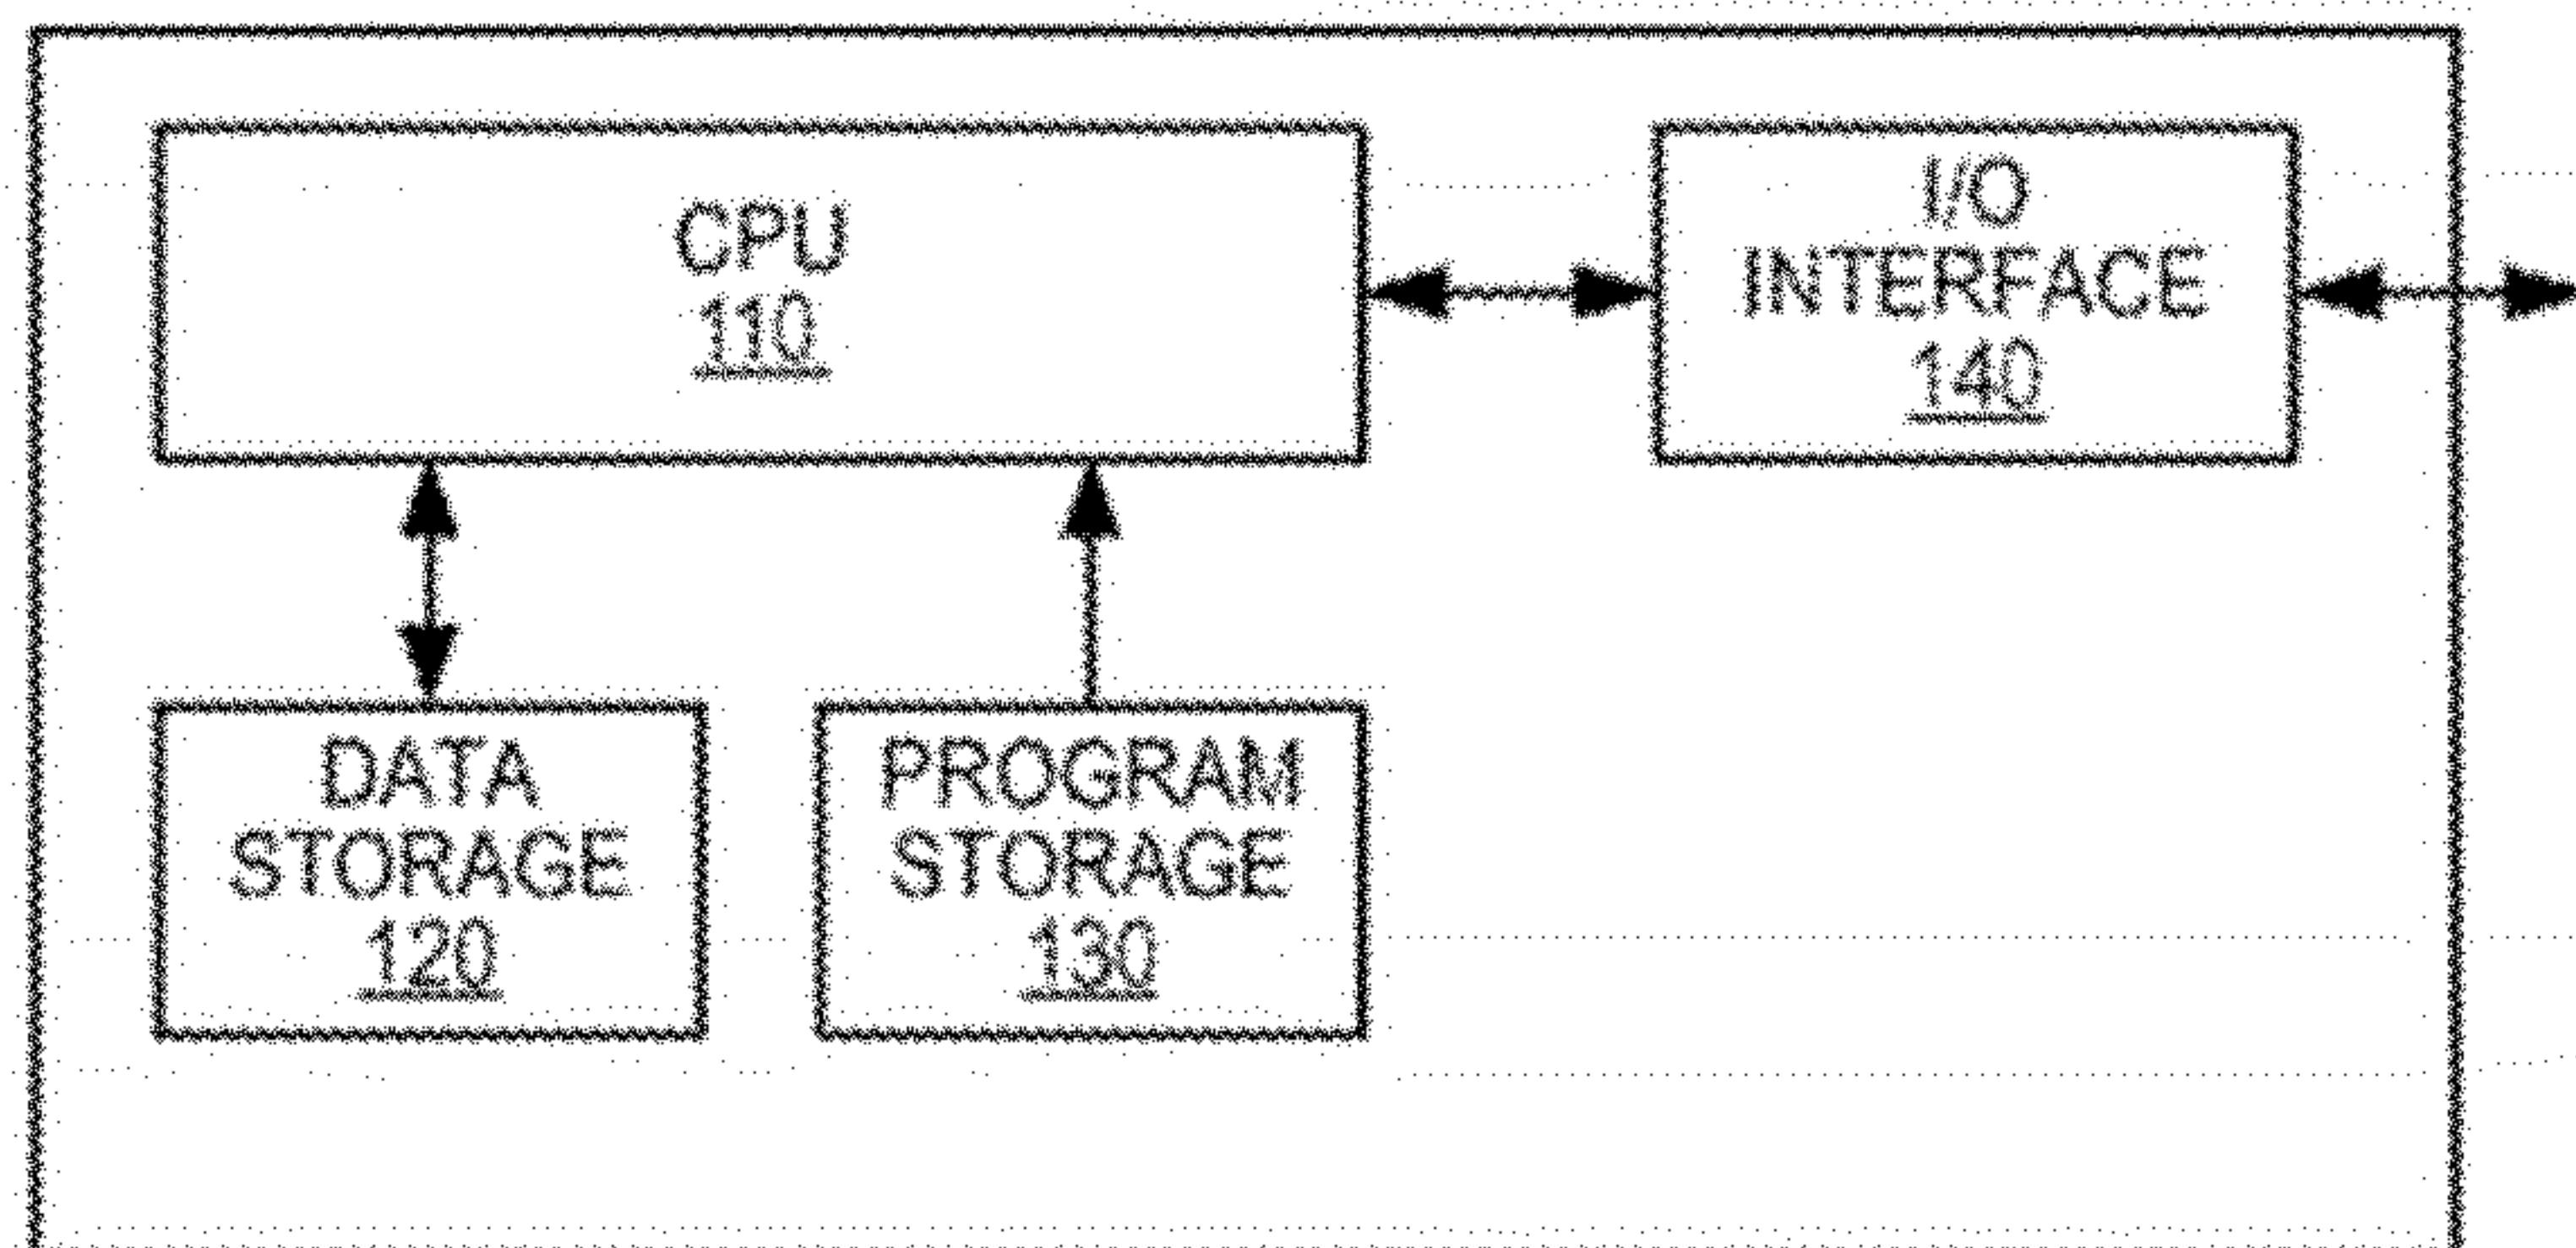 CPU
110
I/O
INTERFACE
140
DATA
STORAGE
120
PROGRAM
STORAGE
130